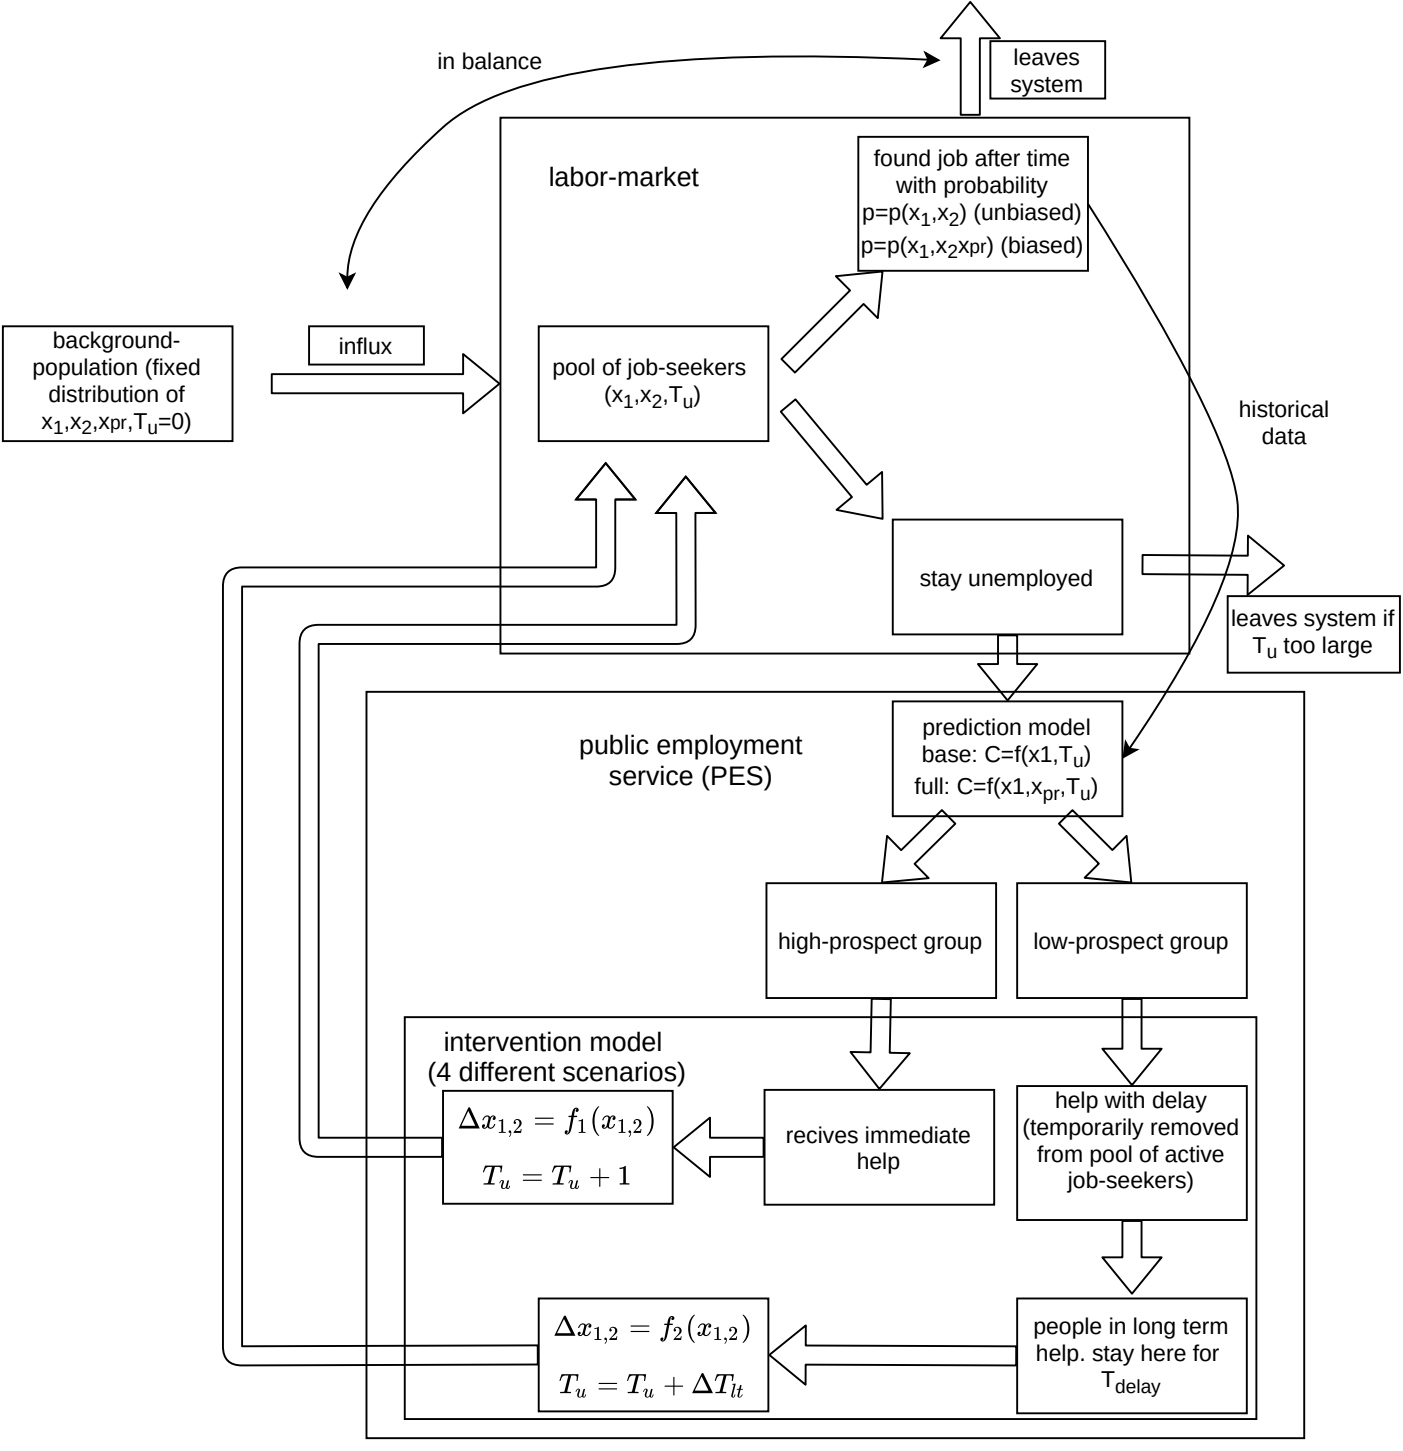 in balance
leaves
system
labor-market
found job after time
with probability
p=p(x₁,x₂) (unbiased)
p=p(x₁,x₂xpr) (biased)
background-
population (fixed
distribution of
x₁,x₂,xpr,Tᵤ=0)
influx
pool of job-seekers
(x₁,x₂,Tᵤ)
historical
data
stay unemployed
leaves system if
Tᵤ too large
public employment
service (PES)
prediction model
base: C=f(x1,Tᵤ)
full: C=f(x1,x_pr,Tᵤ)
high-prospect group
low-prospect group
intervention model
(4 different scenarios)
Δx₁,₂ = f₁(x₁,₂)
Tᵤ = Tᵤ + 1
recives immediate
help
help with delay
(temporarily removed
from pool of active
job-seekers)
Δx₁,₂ = f₂(x₁,₂)
Tᵤ = Tᵤ + ΔT_lt
people in long term
help. stay here for
T_delay